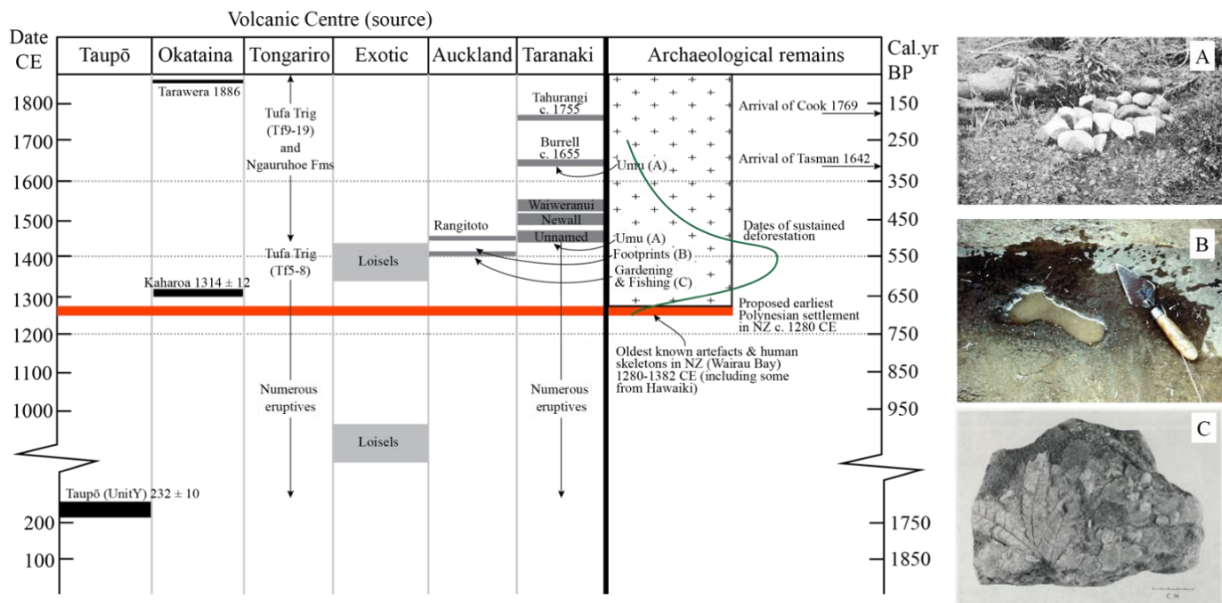 Volcanic Centre (source)
Date
CE
Taupō
Okataina
Tongariro
Exotic
Auckland
Taranaki
Archaeological remains
Cal.yr
BP
1800
1700
1600
1500
1400
1300
1200
1100
1000
200
100
Taupō (UnitY) 232 ± 10
Tarawera 1886
Kaharoa 1314 ± 12
Tufa Trig
(Tf9-19)
and
Ngauruhoe Fms
Tufa Trig
(Tf5-8)
Numerous
eruptives
Loisels
Loisels
Rangitoto
Tahurangi
c. 1755
Burrell
c. 1655
Waiweranui
Newall
Unnamed
Numerous
eruptives
Umu (A)
Umu (A)
Footprints (B)
Gardening
& Fishing (C)
Oldest known artefacts & human
skeletons in NZ (Wairau Bay)
1280-1382 CE (including some
from Hawaiki)
Arrival of Cook 1769
Arrival of Tasman 1642
Dates of sustained
deforestation
Proposed earliest
Polynesian settlement
in NZ c. 1280 CE
150
250
350
450
550
650
750
850
950
1750
1850
A
B
C
C M